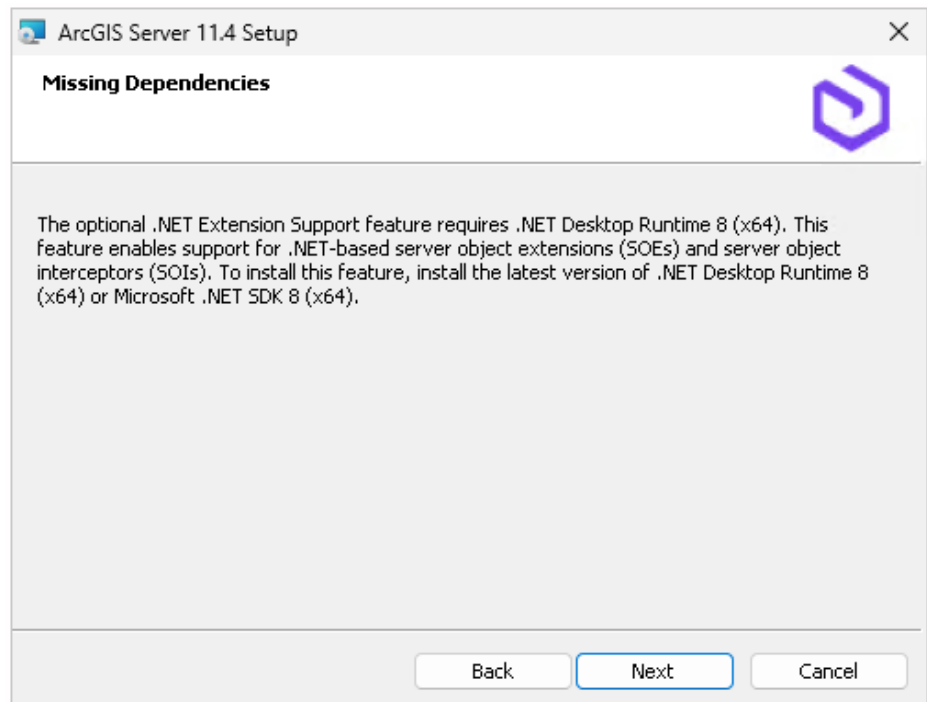 ArcGIS Server 11.4 Setup
Missing Dependencies
The optional .NET Extension Support feature requires .NET Desktop Runtime 8 (x64). This
feature enables support for .NET-based server object extensions (SOEs) and server object
interceptors (SOIs). To install this feature, install the latest version of .NET Desktop Runtime 8
(x64) or Microsoft .NET SDK 8 (x64).
Back
Next
Cancel